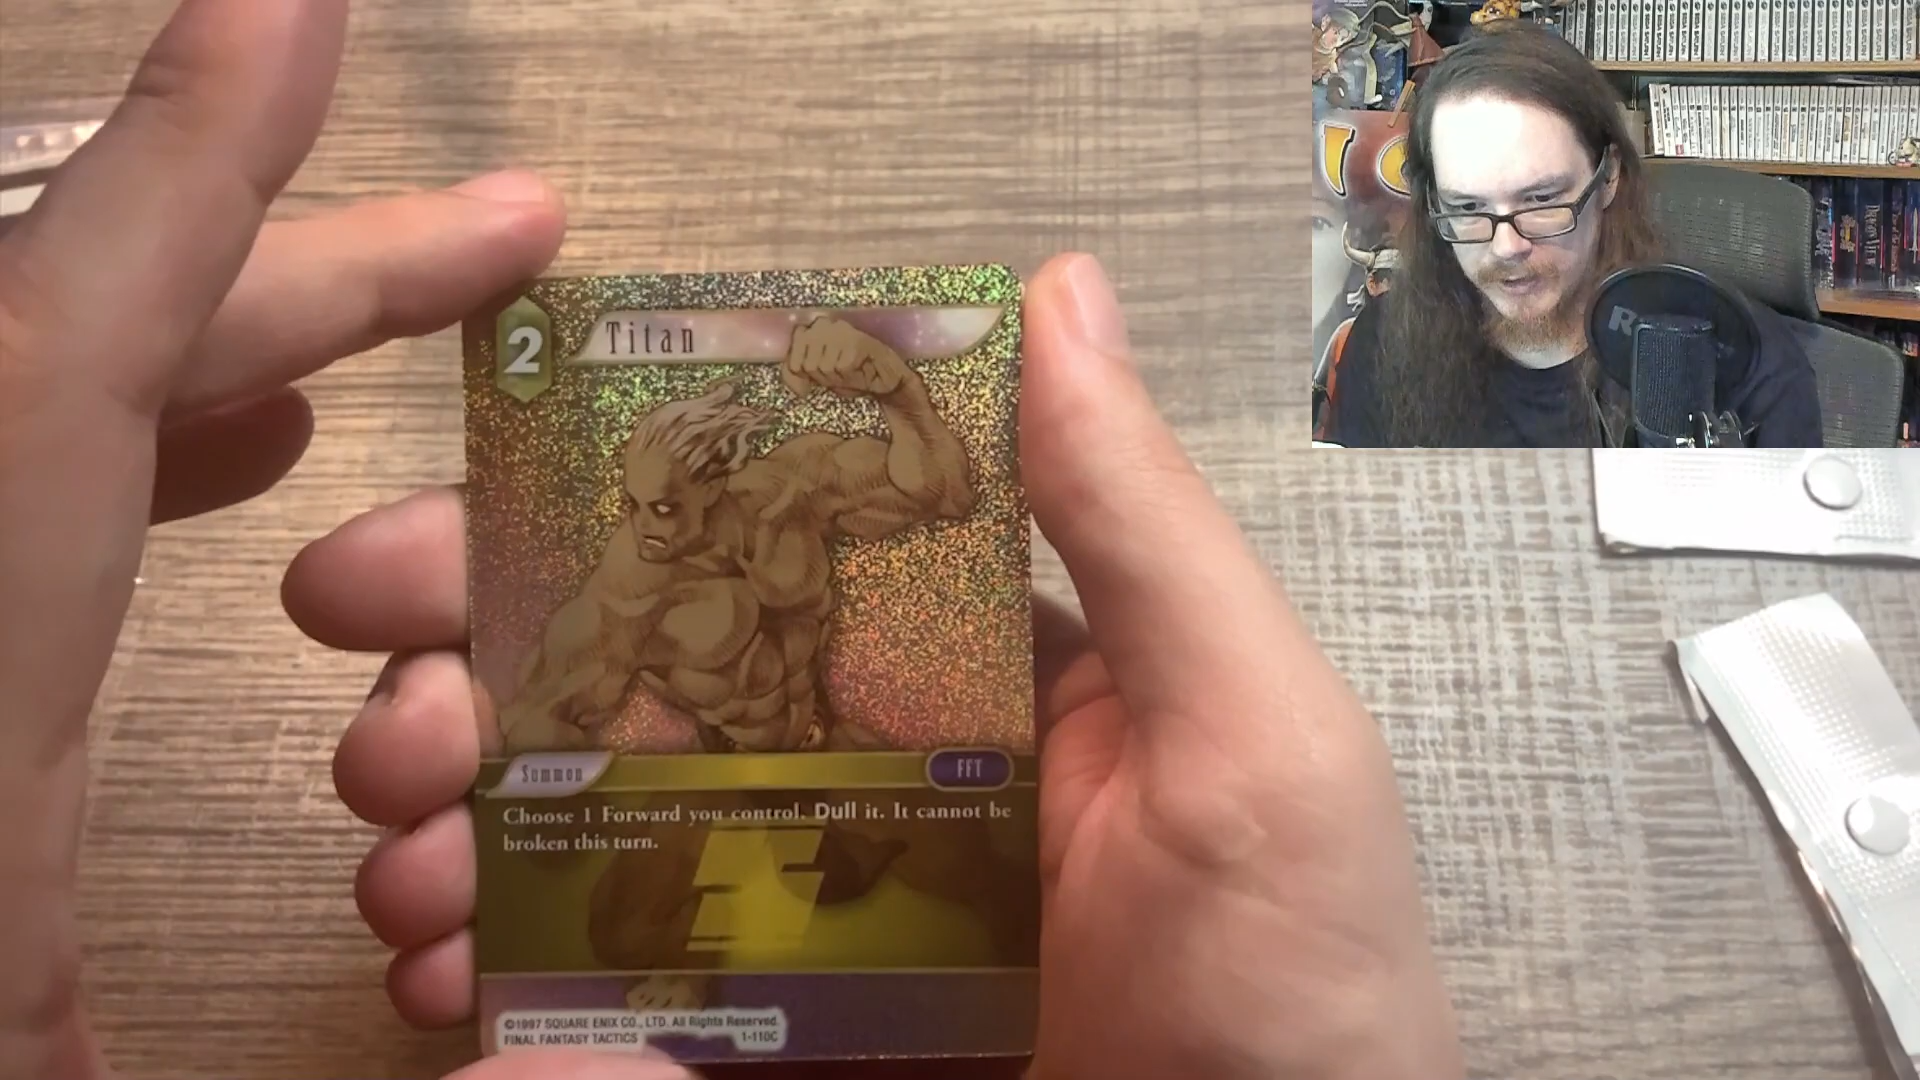 2
Titan
Summon
FFT
Choose 1 Forward you control. Dull it. It cannot be
broken this turn.
©1997 SQUARE ENIX CO., LTD. All Rights Reserved.
FINAL FANTASY TACTICS
1-110C
R